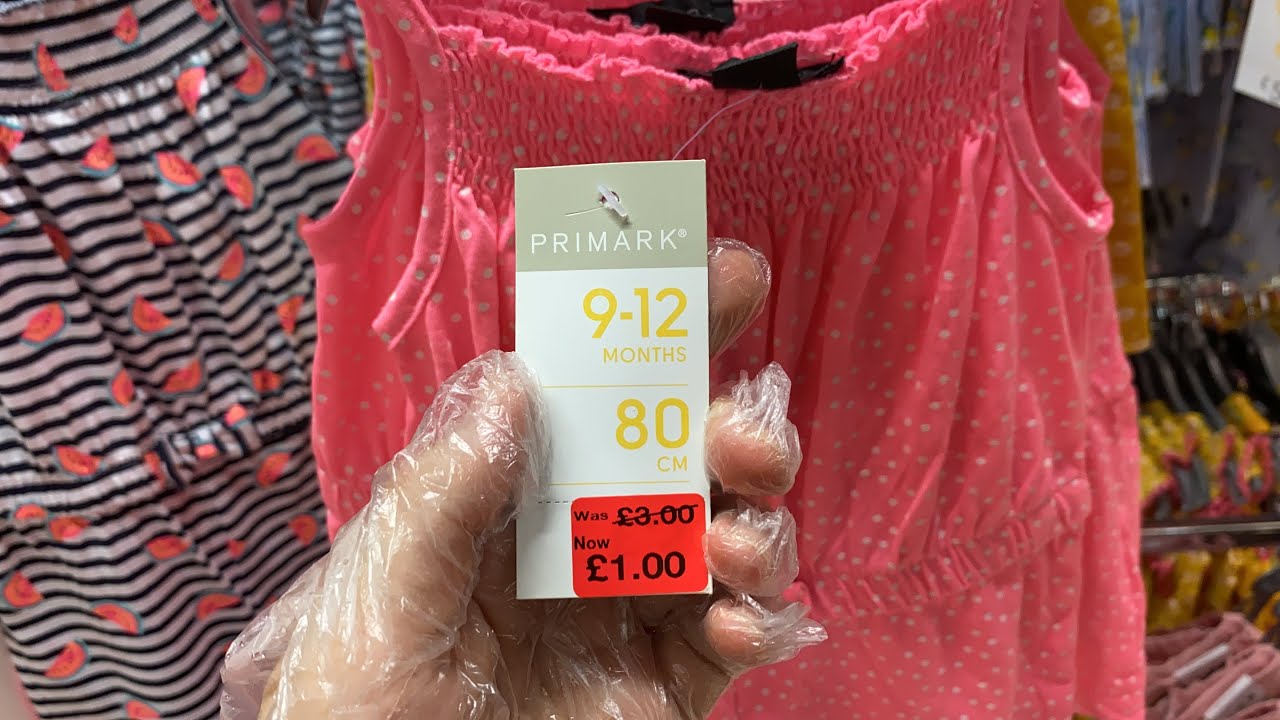 PRIMARK®
9-12
MONTHS
80
CM
Was £3.00
Now
£1.00